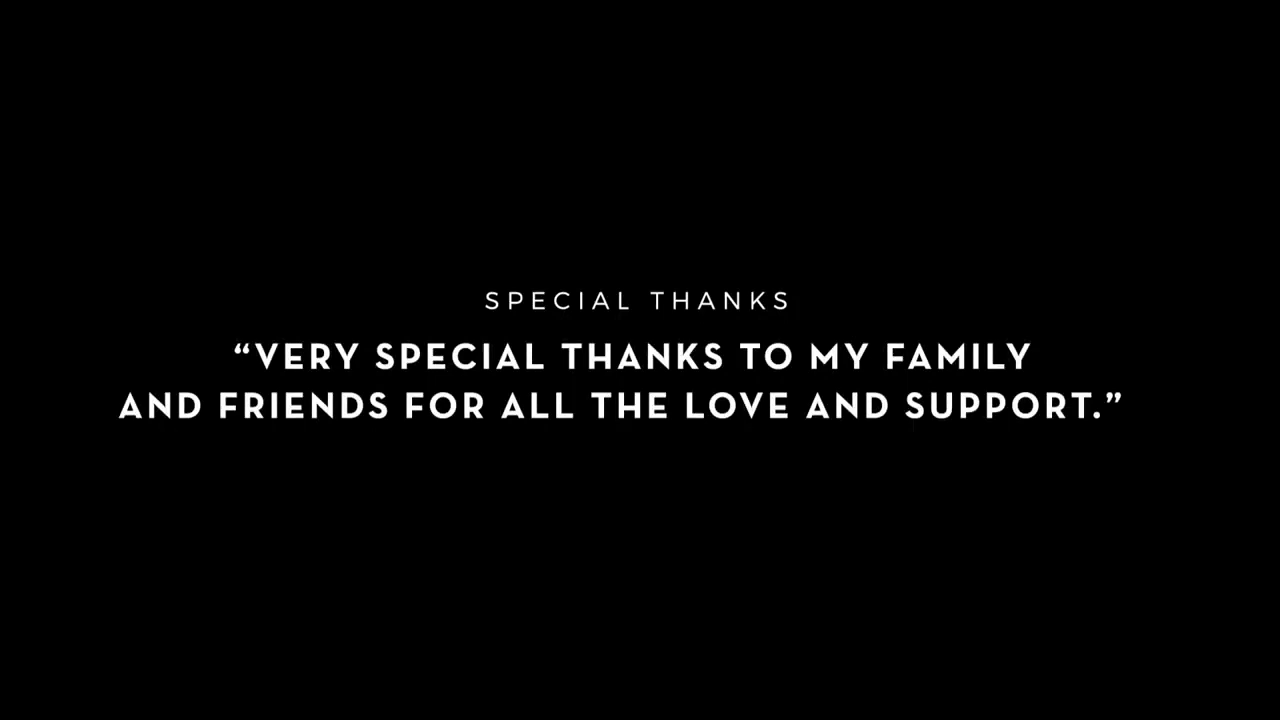 SPECIAL THANKS
“VERY SPECIAL THANKS TO MY FAMILY
AND FRIENDS FOR ALL THE LOVE AND SUPPORT.”